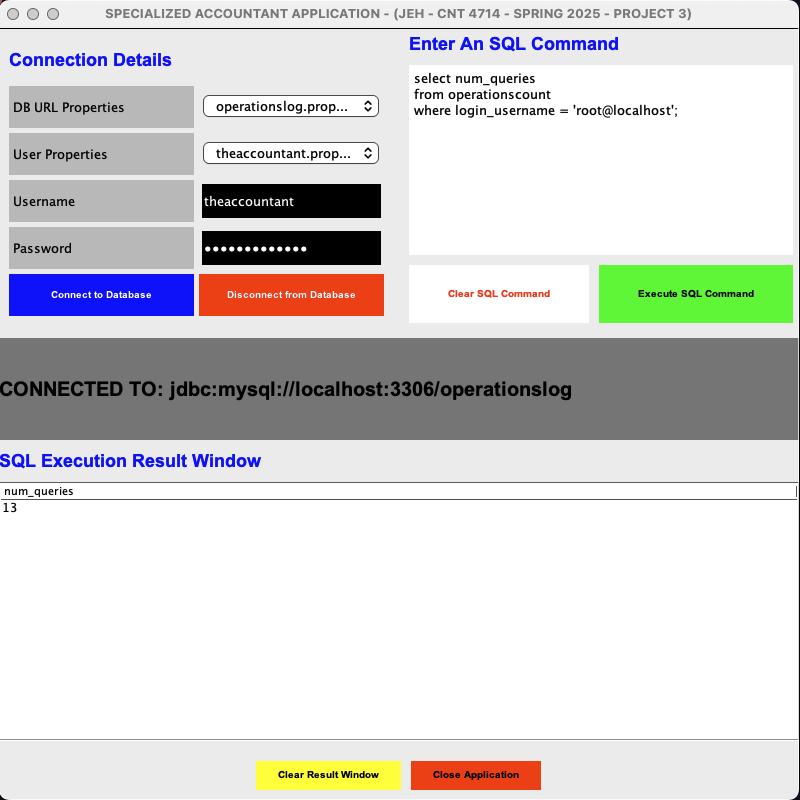 SPECIALIZED ACCOUNTANT APPLICATION - (JEH - CNT 4714 - SPRING 2025 - PROJECT 3)
Connection Details
DB URL Properties
operationslog.prop...
User Properties
theaccountant.prop...
Username
theaccountant
Password
•••••••••••••
Connect to Database
Disconnect from Database
Enter An SQL Command
select num_queries
from operationscount
where login_username = 'root@localhost';
Clear SQL Command
Execute SQL Command
CONNECTED TO: jdbc:mysql://localhost:3306/operationslog
SQL Execution Result Window
num_queries
13
Clear Result Window
Close Application